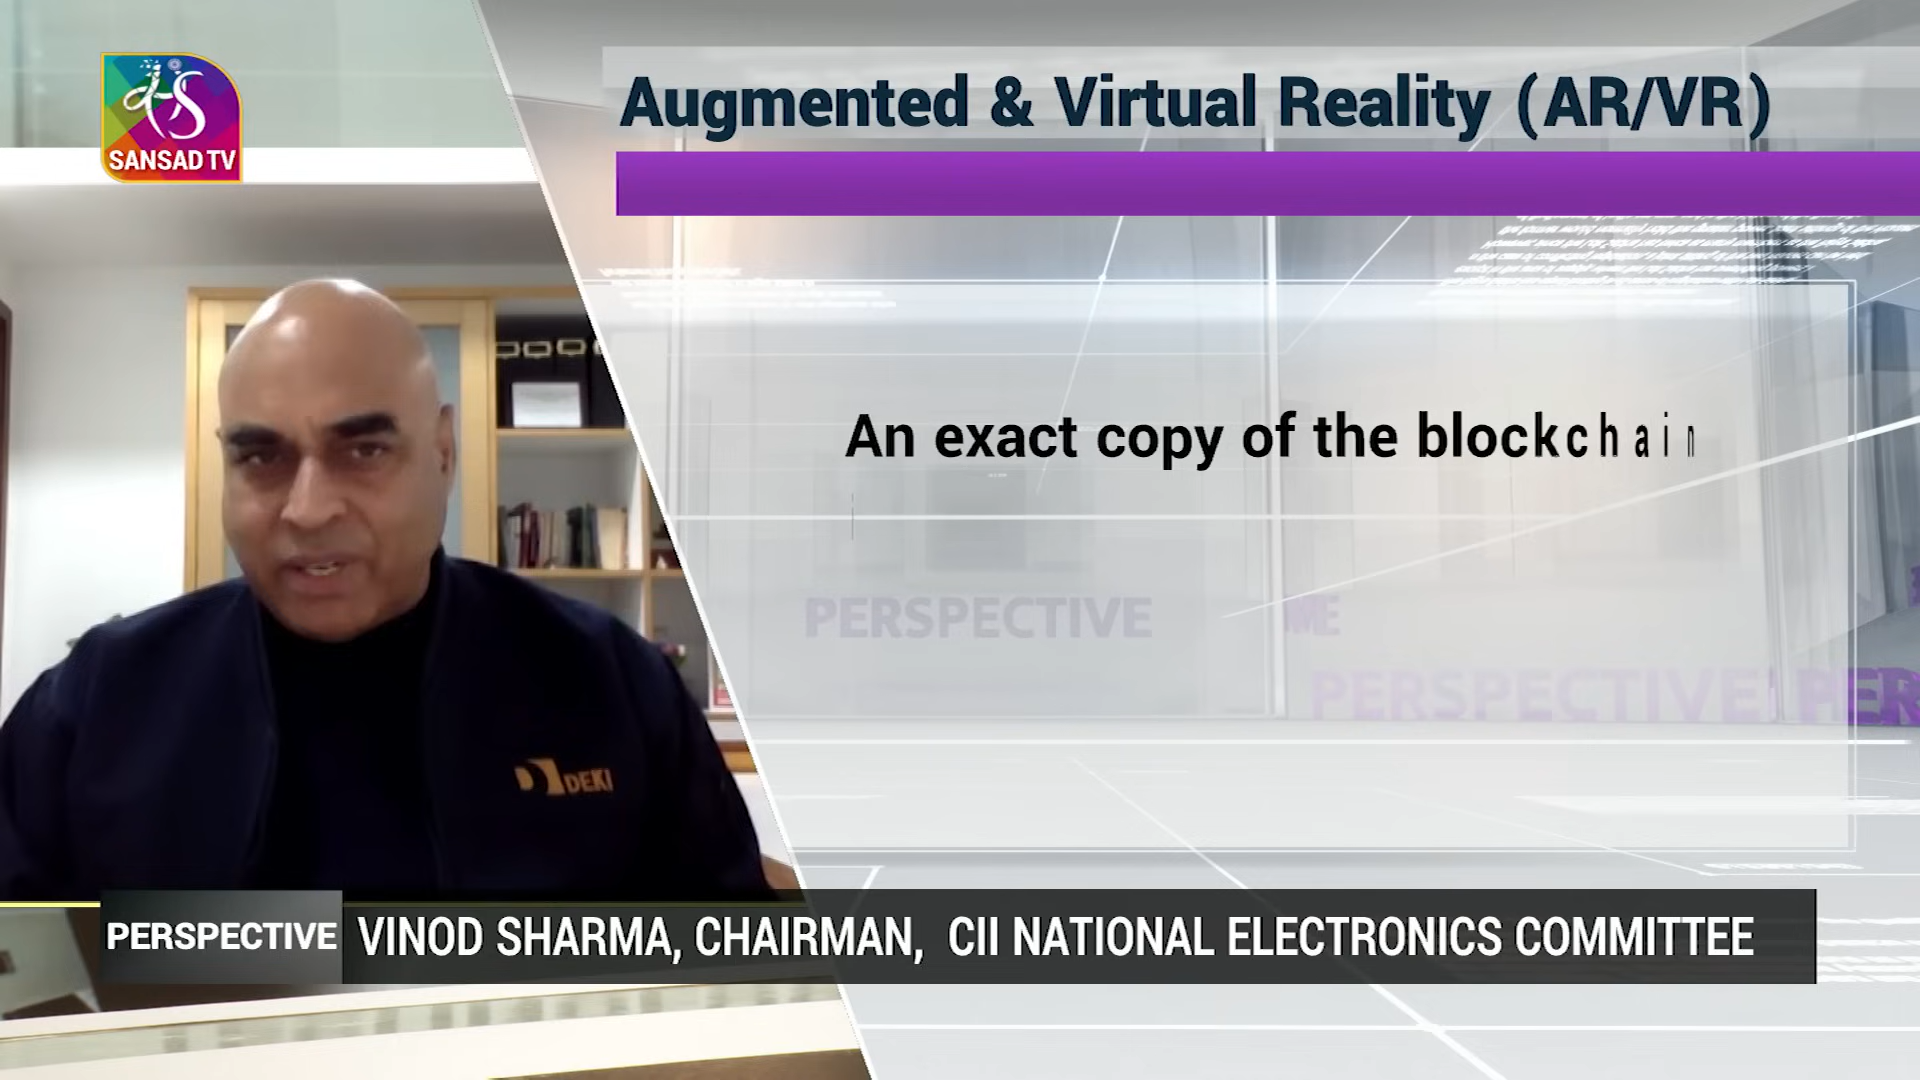 SANSAD TV
Augmented & Virtual Reality (AR/VR)
An exact copy of the blockchain
PERSPECTIVE
PERSPECTIVE
DEKI
PERSPECTIVE VINOD SHARMA, CHAIRMAN, CII NATIONAL ELECTRONICS COMMITTEE